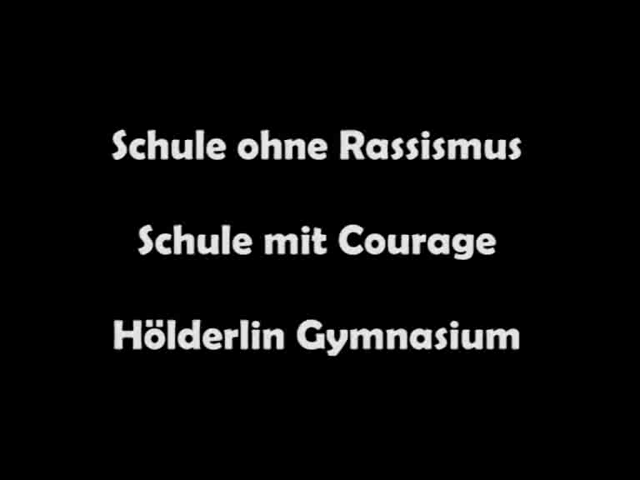 Schule ohne Rassismus
Schule mit Courage
Hölderlin Gymnasium